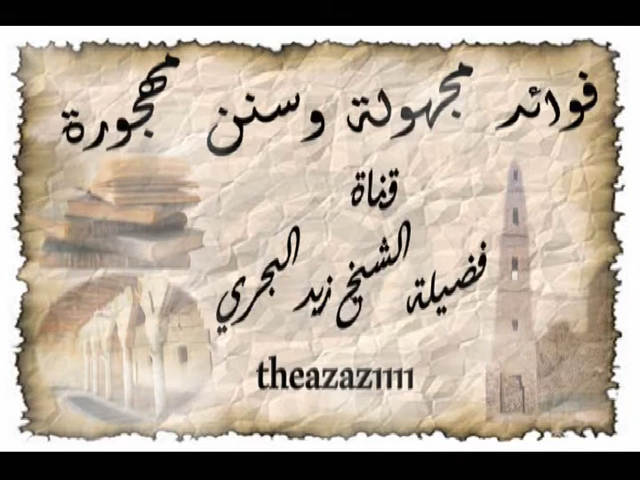 فوائد مجهولة وسنن مهجورة
قناة
فضيلة الشيخ زيد البحري
theazaz1111